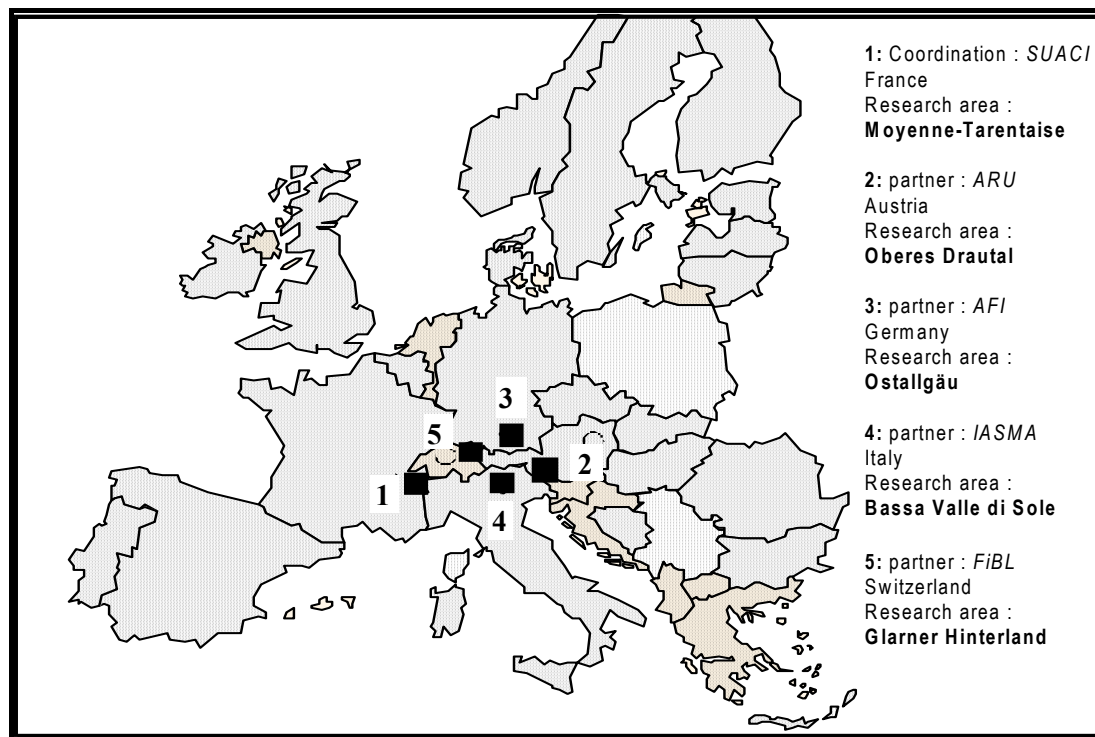 1: Coordination : SUACI
France
Research area :
Moyenne-Tarentaise
2: partner : ARU
Austria
Research area :
Oberes Drautal
3: partner : AFI
Germany
Research area :
Ostallgäu
4: partner : IASMA
Italy
Research area :
Bassa Valle di Sole
5: partner : FiBL
Switzerland
Research area :
Glarner Hinterland
3
5
2
1
4